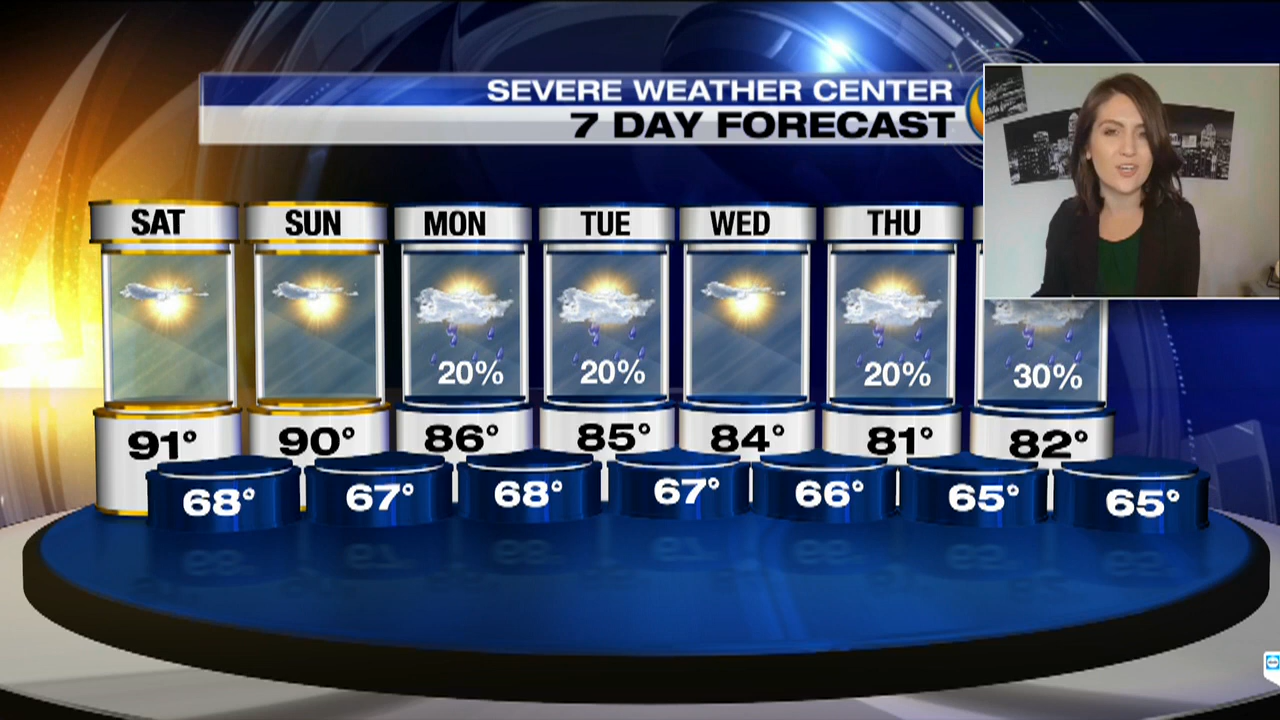 SEVERE WEATHER CENTER
7 DAY FORECAST
SAT SUN MON TUE WED THU
20% 20% 20% 30%
91° 90° 86° 85° 84° 81° 82°
68° 67° 68° 67° 66° 65° 65°